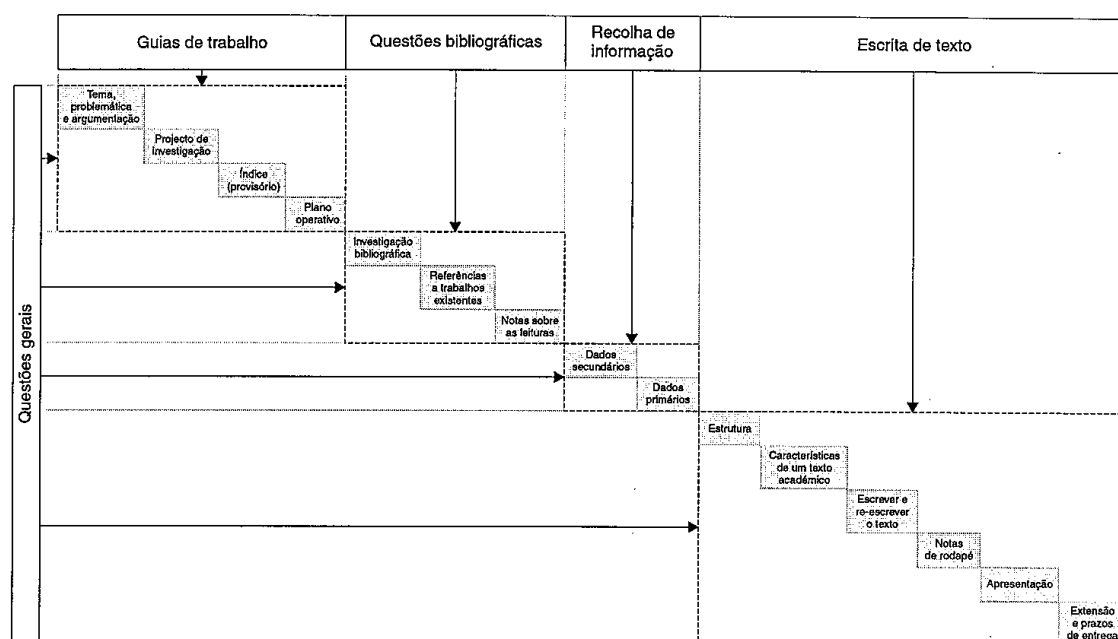 Guias de trabalho
Questões bibliográficas
Recolha de
informação
Escrita de texto
Questões gerais
Tema,
problemática
e argumentação
Projecto de
investigação
Índice
(provisório)
Plano
operativo
Investigação
bibliográfica
Referências
a trabalhos
existentes
Notas sobre
as leituras
Dados
secundários
Dados
primários
Estrutura
Características
de um texto
académico
Escrever e
re-escrever
o texto
Notas
de rodapé
Apresentação
Extensão
e prazos
de entrega